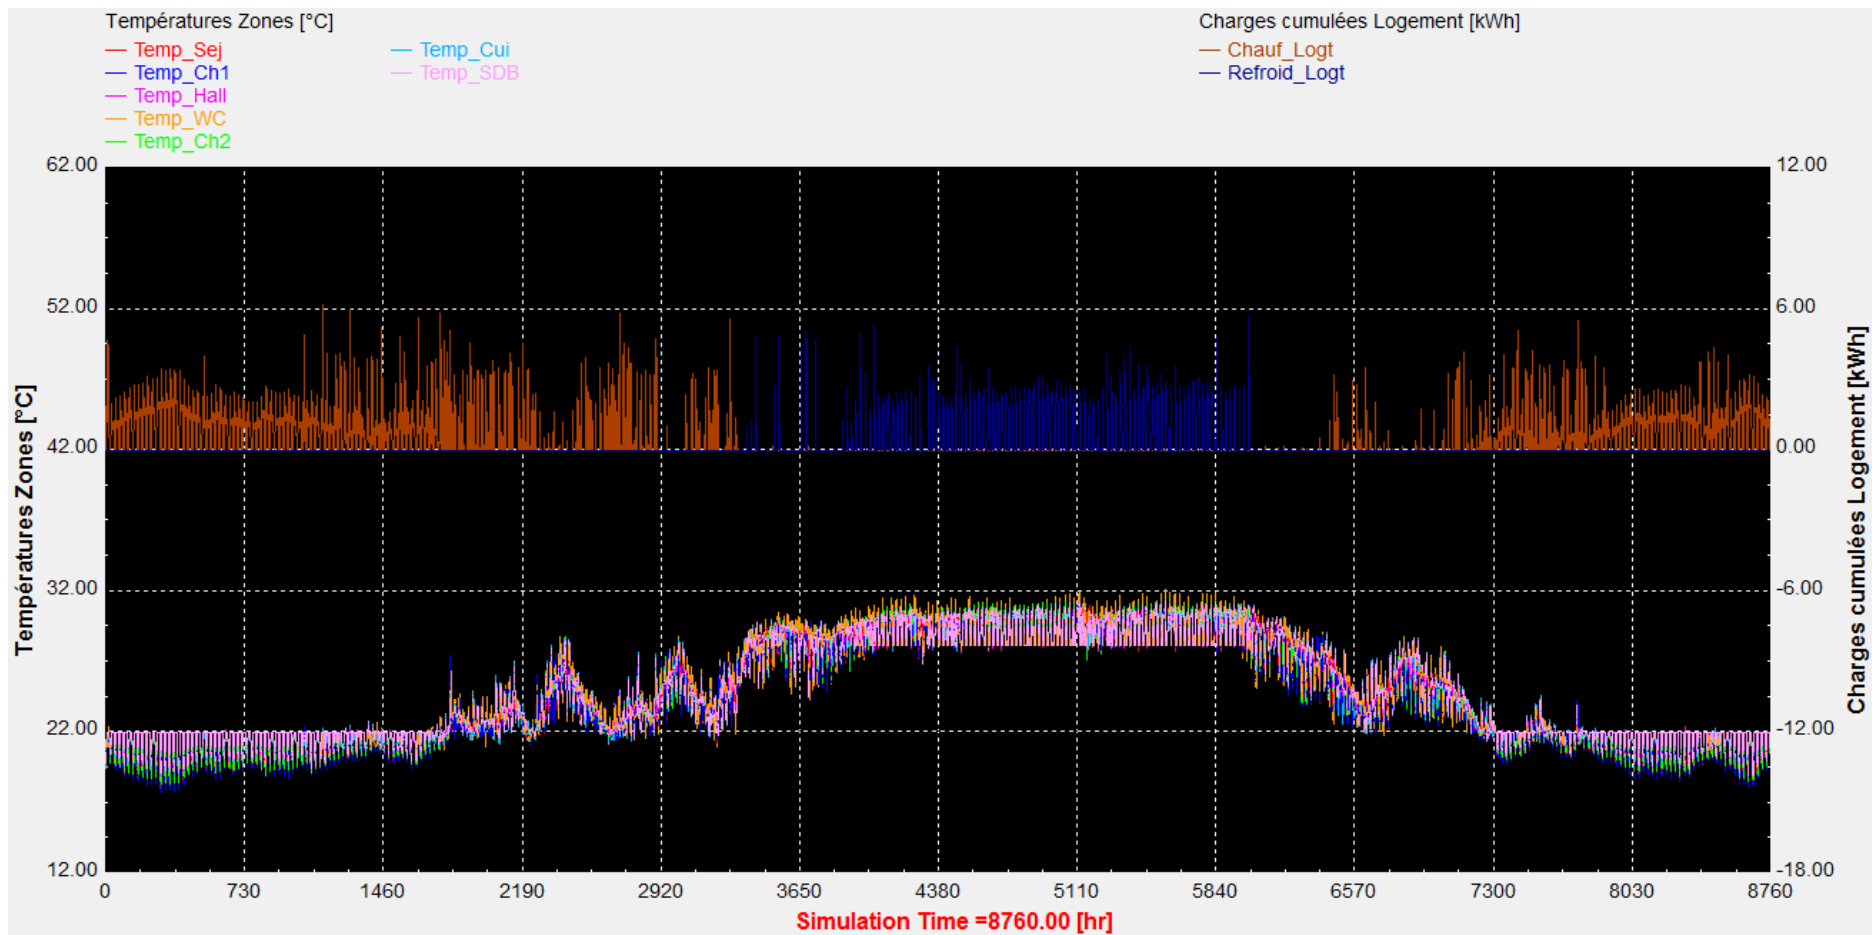 Températures Zones [°C]
Charges cumulées Logement [kWh]
Temp_Sej
Temp_Cui
Chauf_Logt
Temp_Ch1
Temp_SDB
Refroid_Logt
Temp_Hall
Temp_WC
Temp_Ch2
62.00
12.00
52.00
6.00
42.00
0.00
32.00
-6.00
22.00
-12.00
12.00
-18.00
Températures Zones [°C]
Charges cumulées Logement [kWh]
0 730 1460 2190 2920 3650 4380 5110 5840 6570 7300 8030 8760
Simulation Time =8760.00 [hr]